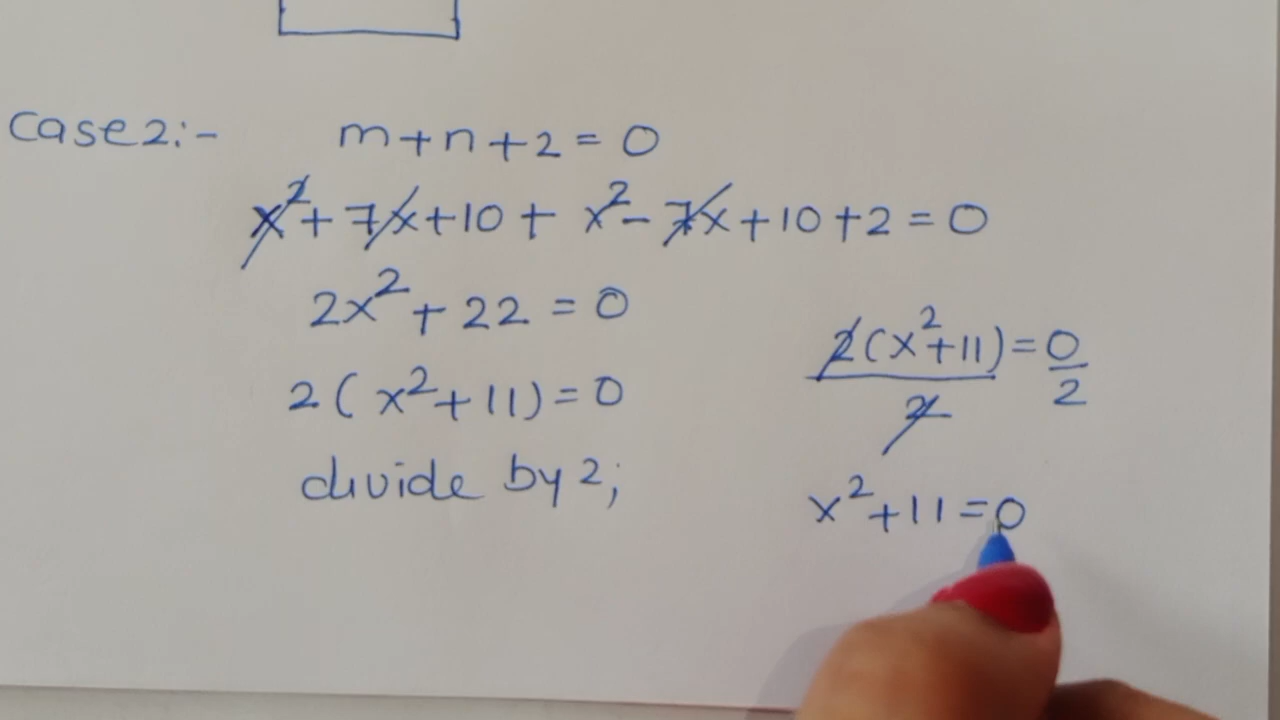 case2:- m+n+2=0
x²+7x+10+x²-7x+10+2=0
2x²+22=0
2(x²+11)=0
divide by 2;
2(x²+11)/2=0/2
x²+11=0